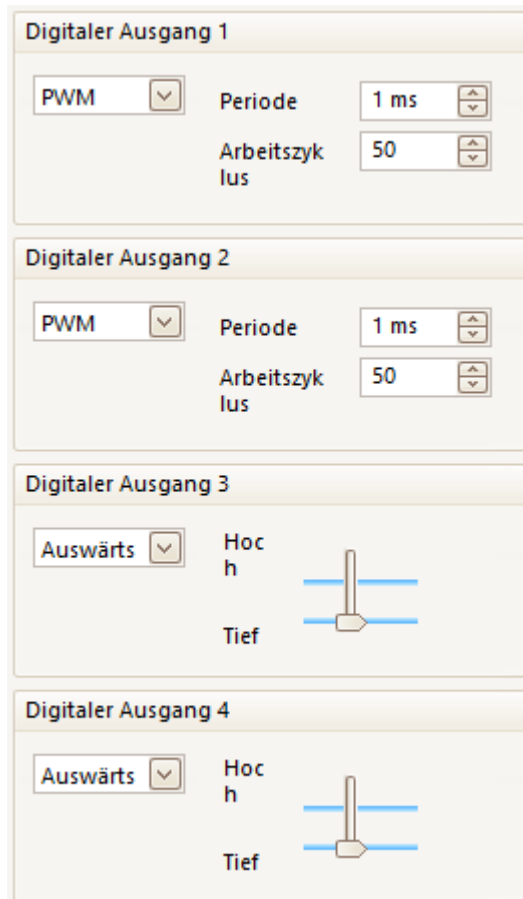 Digitaler Ausgang 1
PWM Periode 1 ms
Arbeitszyk 50
lus
Digitaler Ausgang 2
PWM Periode 1 ms
Arbeitszyk 50
lus
Digitaler Ausgang 3
Auswärts Hoc
h
Tief
Digitaler Ausgang 4
Auswärts Hoc
h
Tief